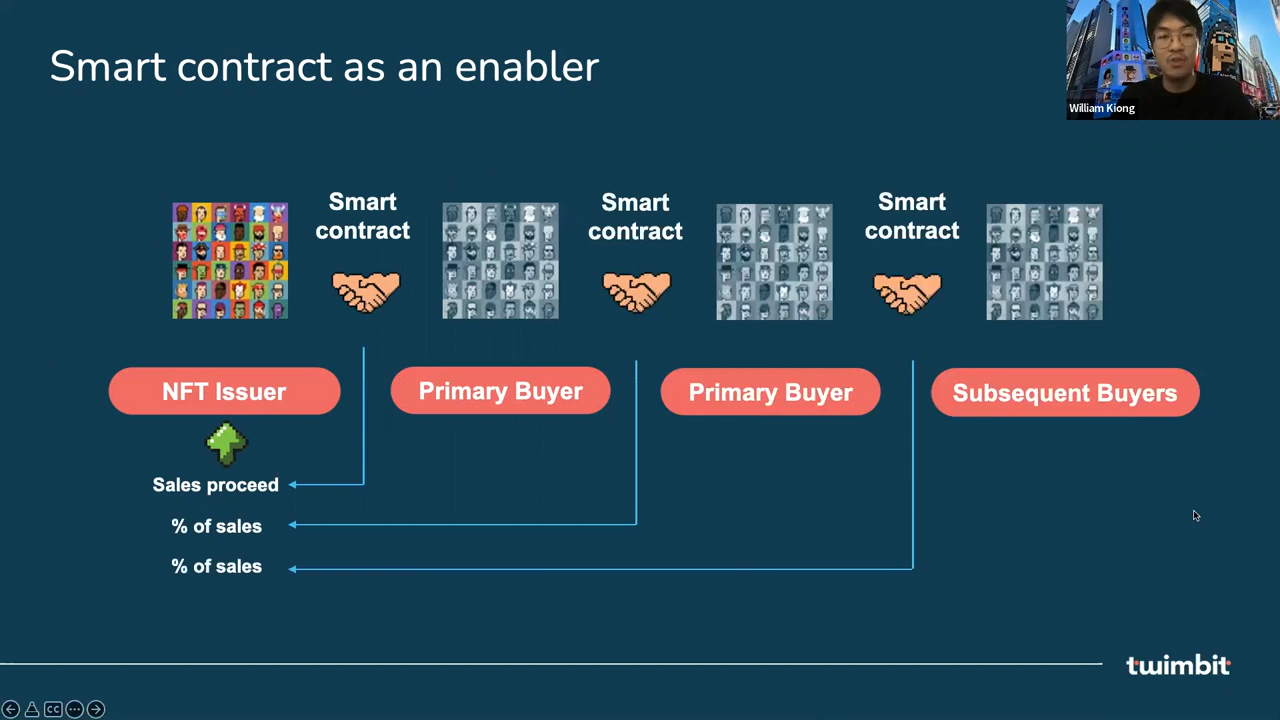 Smart contract as an enabler
William Kiong
Smart
contract
Smart
contract
Smart
contract
NFT Issuer
Primary Buyer
Primary Buyer
Subsequent Buyers
Sales proceed
% of sales
% of sales
twimbit
CC